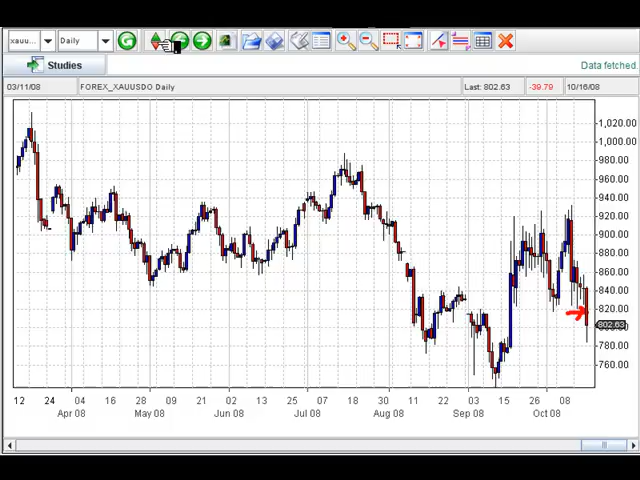 xauu... Daily
Studies Data fetched.
03/11/08 FOREX_XAUUSDO Daily Last: 802.63 -39.79 10/16/08
1,020.00
1,000.00
980.00
960.00
940.00
920.00
900.00
880.00
860.00
840.00
820.00
802.63
780.00
760.00
12 24 12 21 09 21 02 13 25 07 18 30 11 22 03 15 26 08
Apr 08 May 08 Jun 08 Jul 08 Aug 08 Sep 08 Oct 08